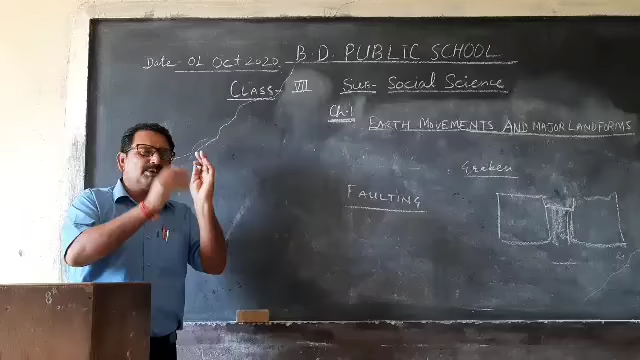 Date- 01 Oct 2020 B.D. PUBLIC SCHOOL
CLASS- VII Sub- Social Science
Ch-1
EARTH MOVEMENTS AND MAJOR LANDFORMS
Graben
FAULTING